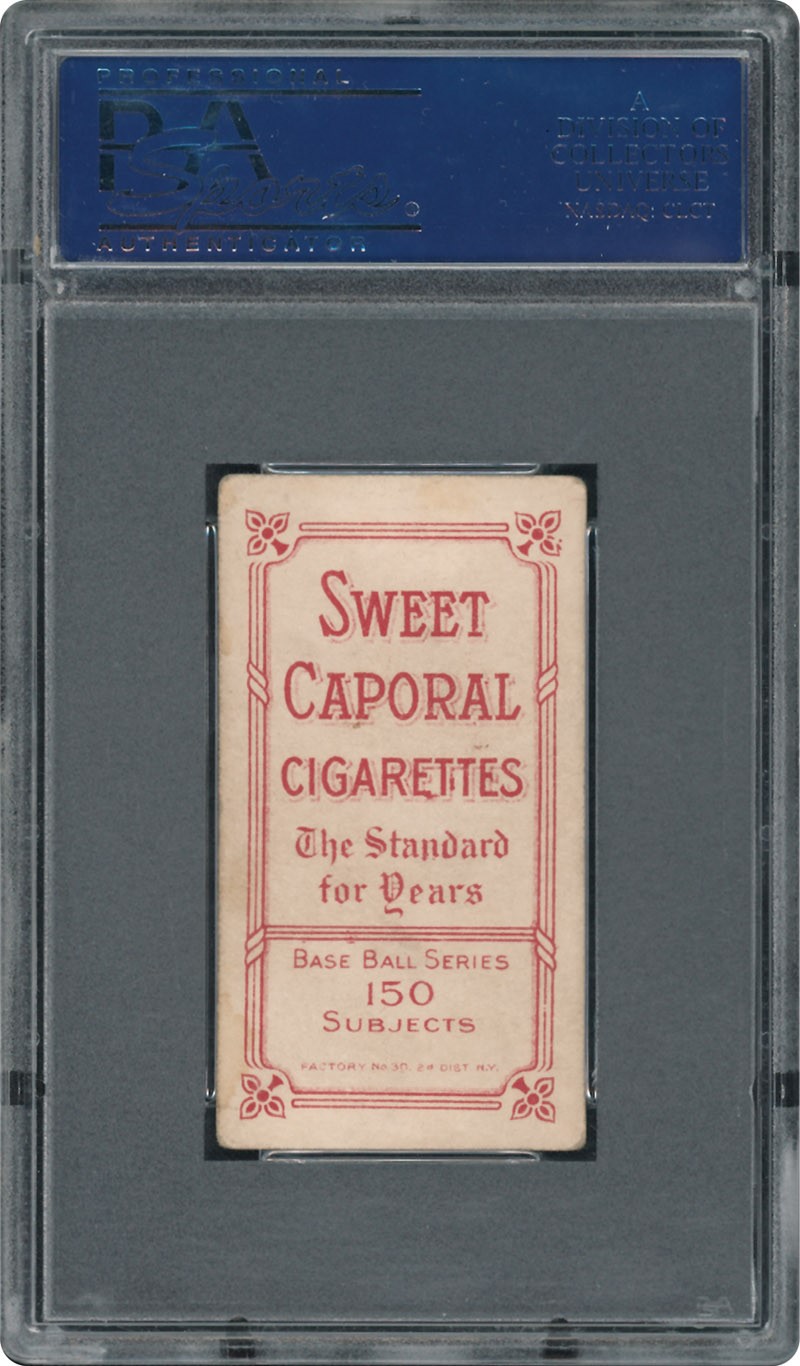 PROFESSIONAL
PSA
Sports
AUTHENTICATOR
A
DIVISION OF
COLLECTORS
UNIVERSE
NASDAQ: CLCT
SWEET
CAPORAL
CIGARETTES
The Standard
for Years
BASE BALL SERIES
150
SUBJECTS
FACTORY No. 30. 2d DIST. N.Y.
PSA